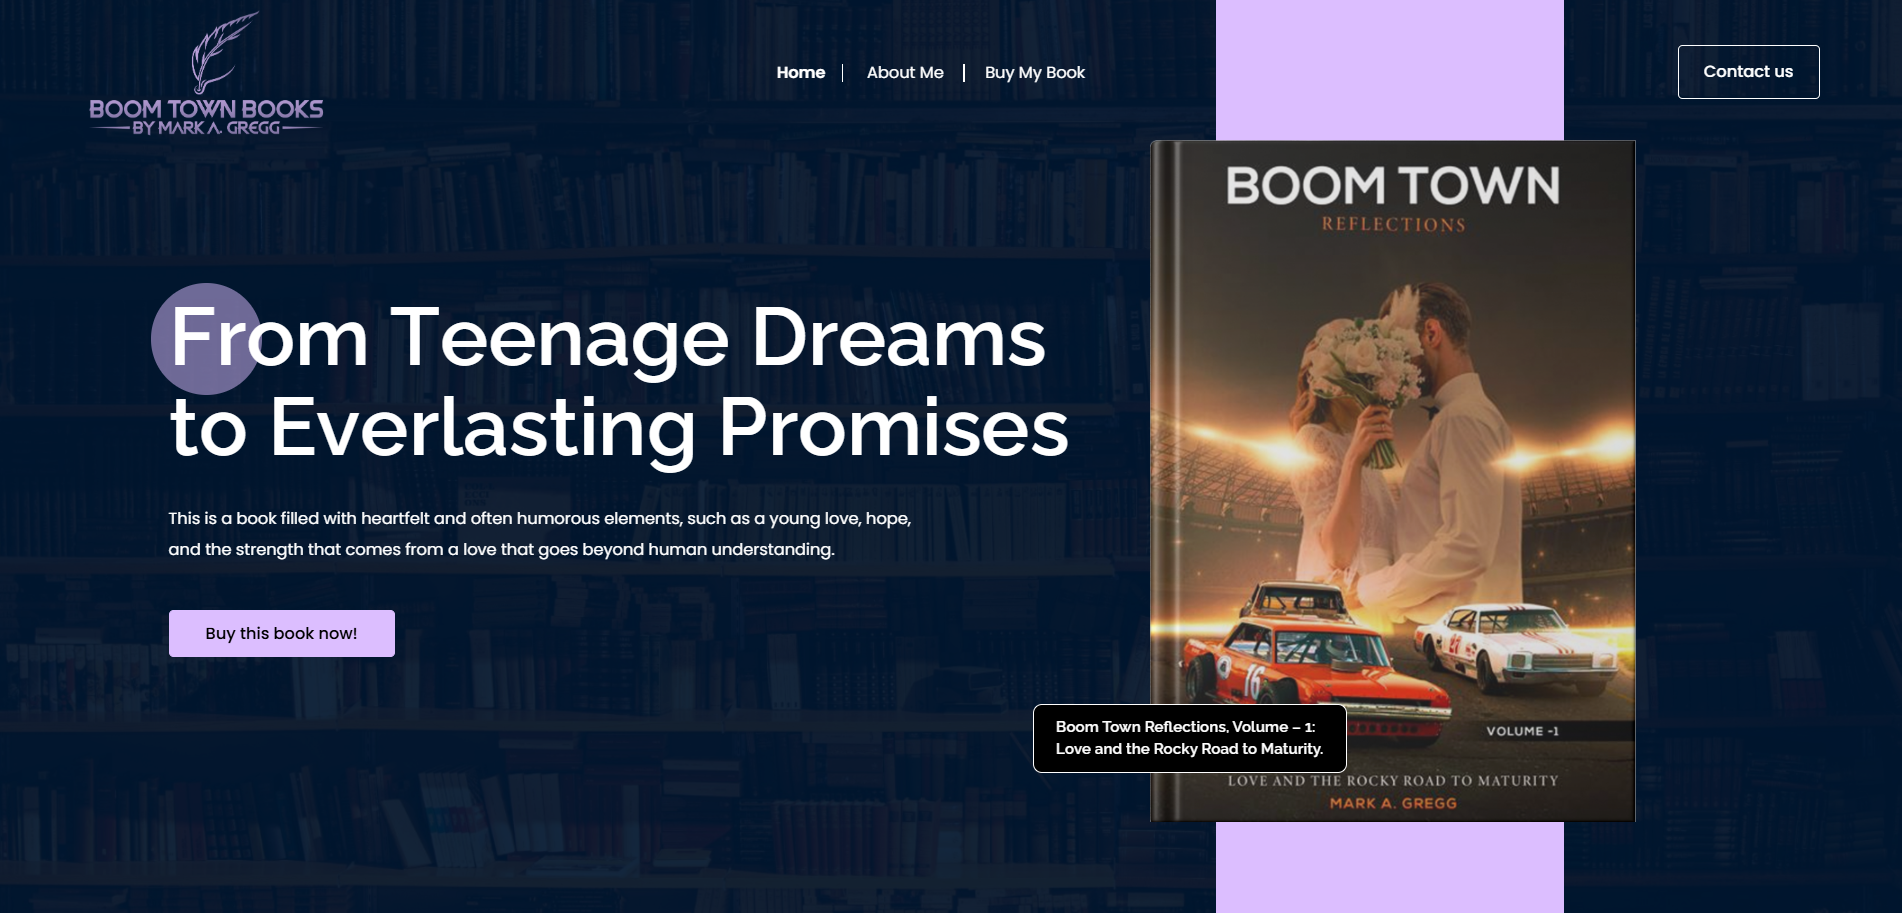 BOOM TOWN BOOKS
BY MARK A. GREGG
Home
About Me
Buy My Book
Contact us
From Teenage Dreams
to Everlasting Promises
This is a book filled with heartfelt and often humorous elements, such as a young love, hope,
and the strength that comes from a love that goes beyond human understanding.
Buy this book now!
BOOM TOWN
REFLECTIONS
16
21
VOLUME -1
Boom Town Reflections, Volume – 1:
Love and the Rocky Road to Maturity.
LOVE AND THE ROCKY ROAD TO MATURITY
MARK A. GREGG